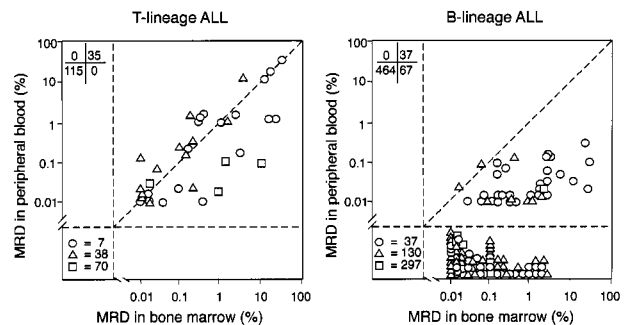 T-lineage ALL
B-lineage ALL
MRD in peripheral blood (%)
100
10
1
0.1
0.01
0 35
115 0
○ = 7
△ = 38
□ = 70
0.01 0.1 1 10 100
MRD in bone marrow (%)
MRD in peripheral blood (%)
100
10
1
0.1
0.01
0 37
464 67
○ = 37
△ = 130
□ = 297
0.01 0.1 1 10 100
MRD in bone marrow (%)